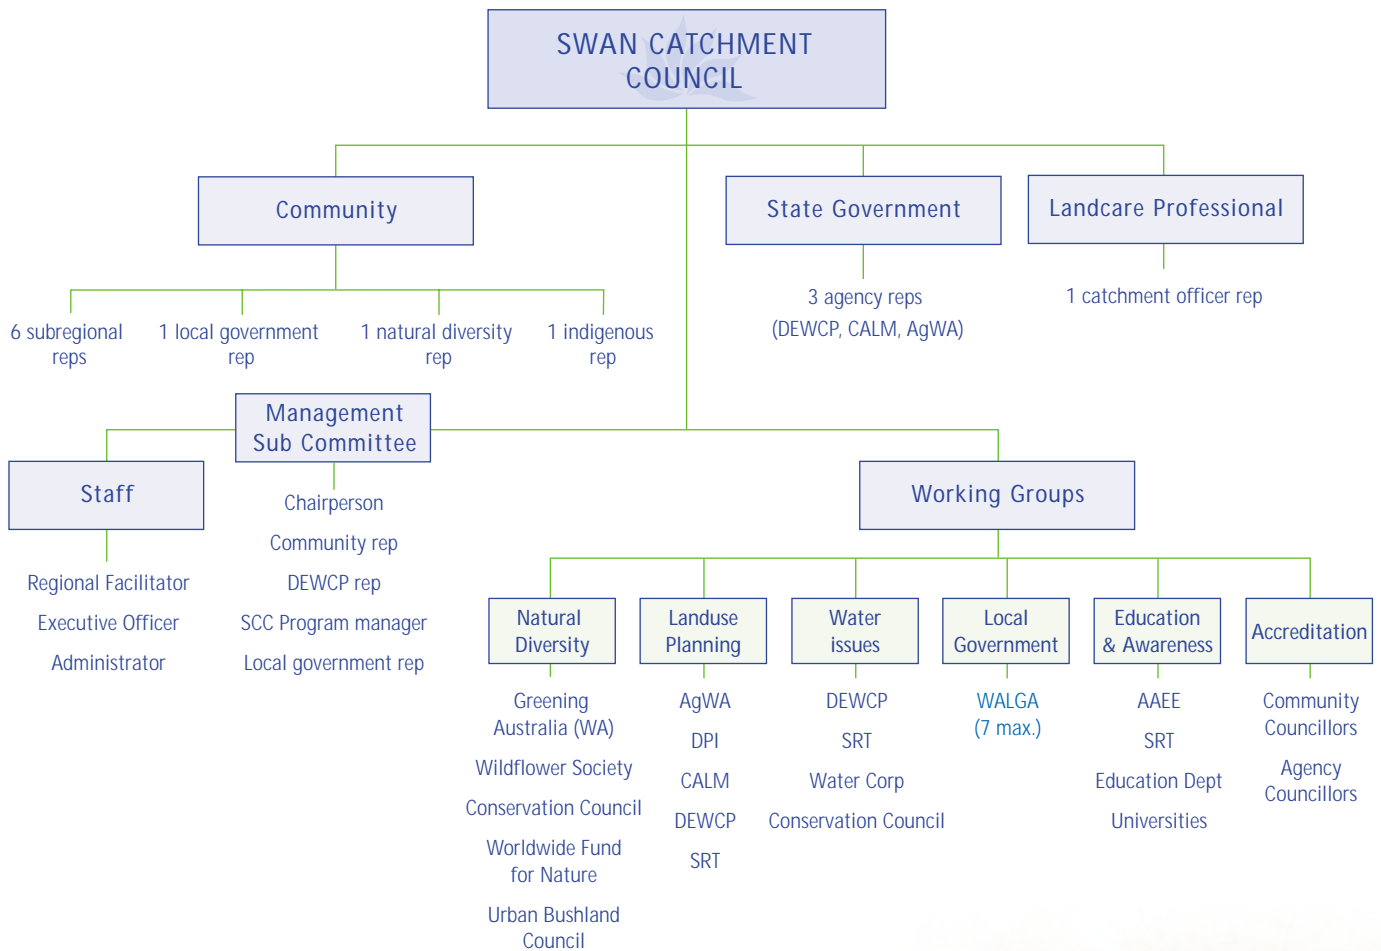 SWAN CATCHMENT
COUNCIL
Community
State Government
Landcare Professional
6 subregional
reps
1 local government
rep
1 natural diversity
rep
1 indigenous
rep
3 agency reps
(DEWCP, CALM, AgWA)
1 catchment officer rep
Management
Sub Committee
Staff
Chairperson
Community rep
DEWCP rep
SCC Program manager
Local government rep
Regional Facilitator
Executive Officer
Administrator
Working Groups
Natural
Diversity
Greening
Australia (WA)
Wildflower Society
Conservation Council
Worldwide Fund
for Nature
Urban Bushland
Council
Landuse
Planning
AgWA
DPI
CALM
DEWCP
SRT
Water
issues
DEWCP
SRT
Water Corp
Conservation Council
Local
Government
WALGA
(7 max.)
Education
& Awareness
AAEE
SRT
Education Dept
Universities
Accreditation
Community
Councillors
Agency
Councillors